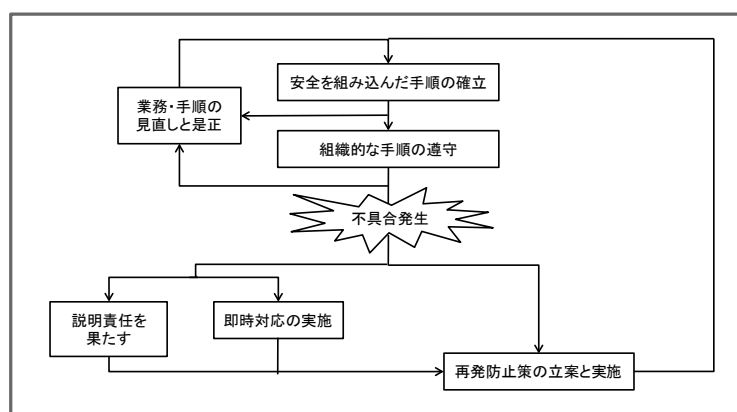 安全を組み込んだ手順の確立
業務・手順の
見直しと是正
組織的な手順の遵守
不具合発生
説明責任を
果たす
即時対応の実施
再発防止策の立案と実施